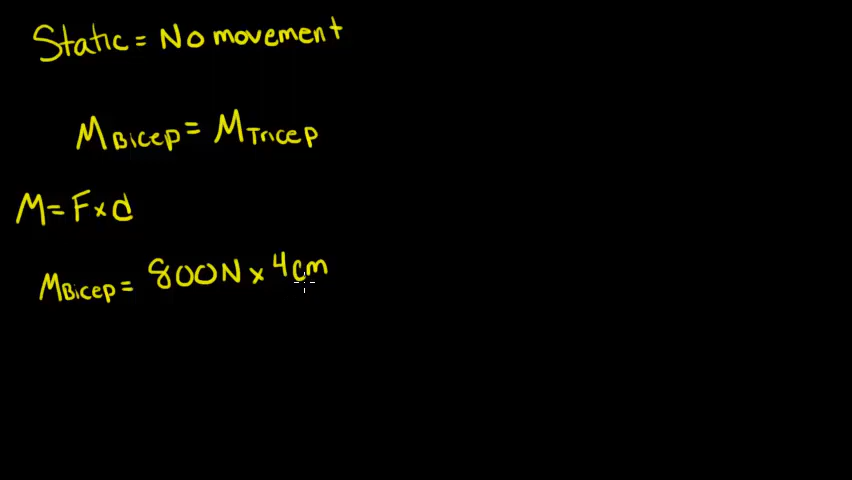 Static = No movement
MBicep = MTricep
M = F x d
MBicep = 800N x 4cm